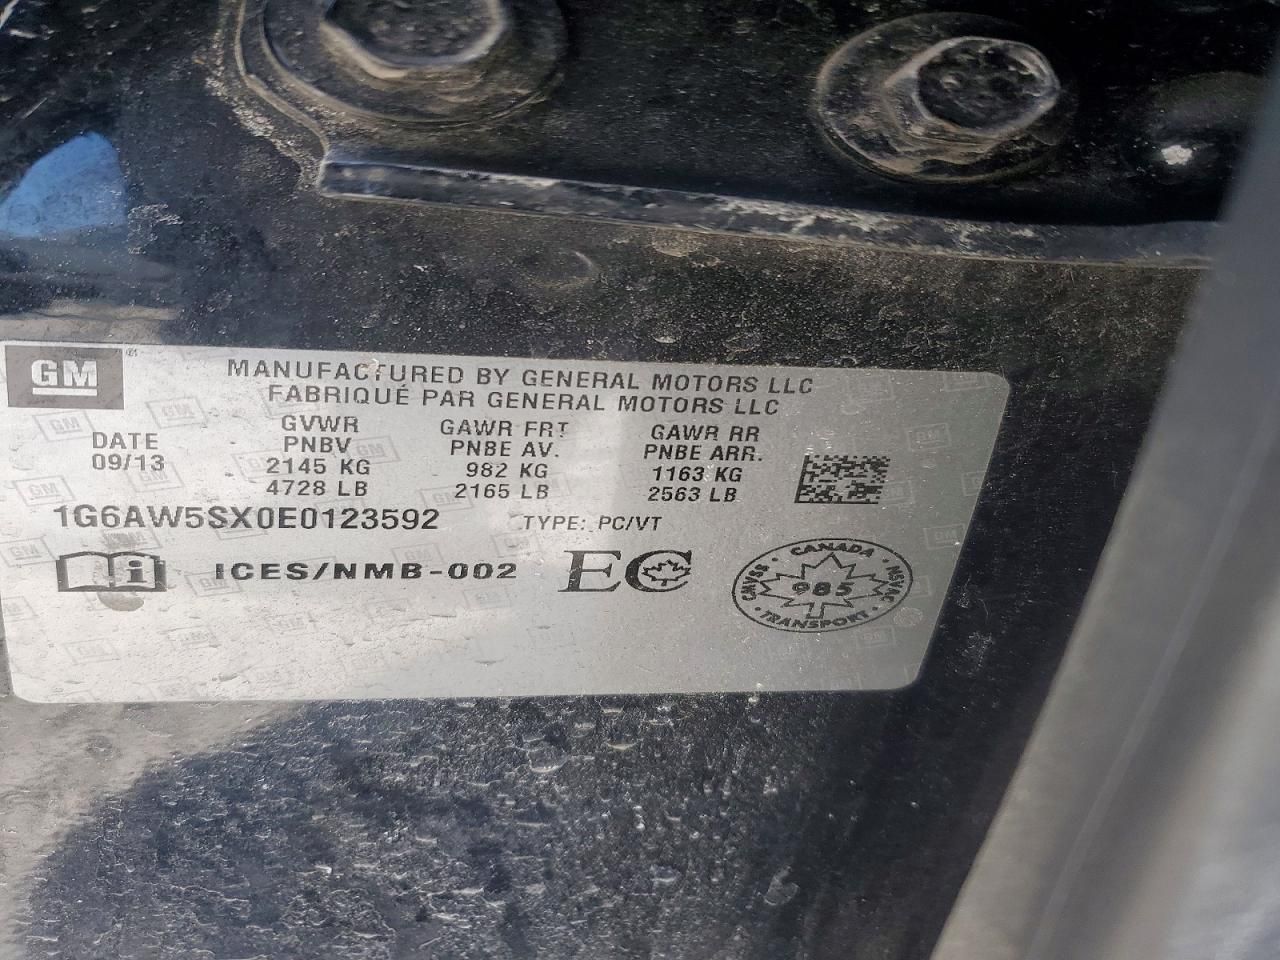 GM
MANUFACTURED BY GENERAL MOTORS LLC
FABRIQUÉ PAR GENERAL MOTORS LLC
DATE GVWR GAWR FRT GAWR RR
09/13 PNBV PNBE AV. PNBE ARR.
2145 KG 982 KG 1163 KG
4728 LB 2165 LB 2563 LB
1G6AW5SX0E0123592 TYPE: PC/VT
i ICES/NMB-002 EC
CANADA
CMVSS 985 NSVAC
TRANSPORT